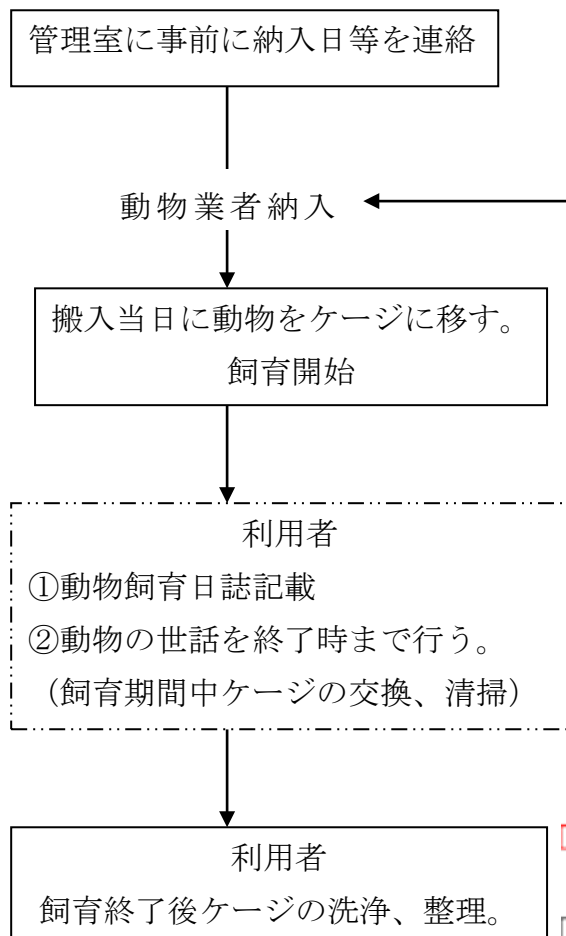 管理室に事前に納入日等を連絡
動物業者納入
搬入当日に動物をケージに移す。
飼育開始
利用者
①動物飼育日誌記載
②動物の世話を終了時まで行う。
（飼育期間中ケージの交換、清掃）
利用者
飼育終了後ケージの洗浄、整理。